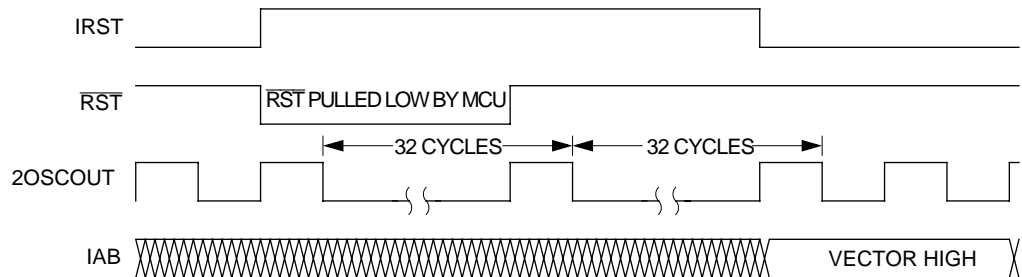 IRST
RST
RST PULLED LOW BY MCU
32 CYCLES
32 CYCLES
2OSCOUT
IAB
VECTOR HIGH